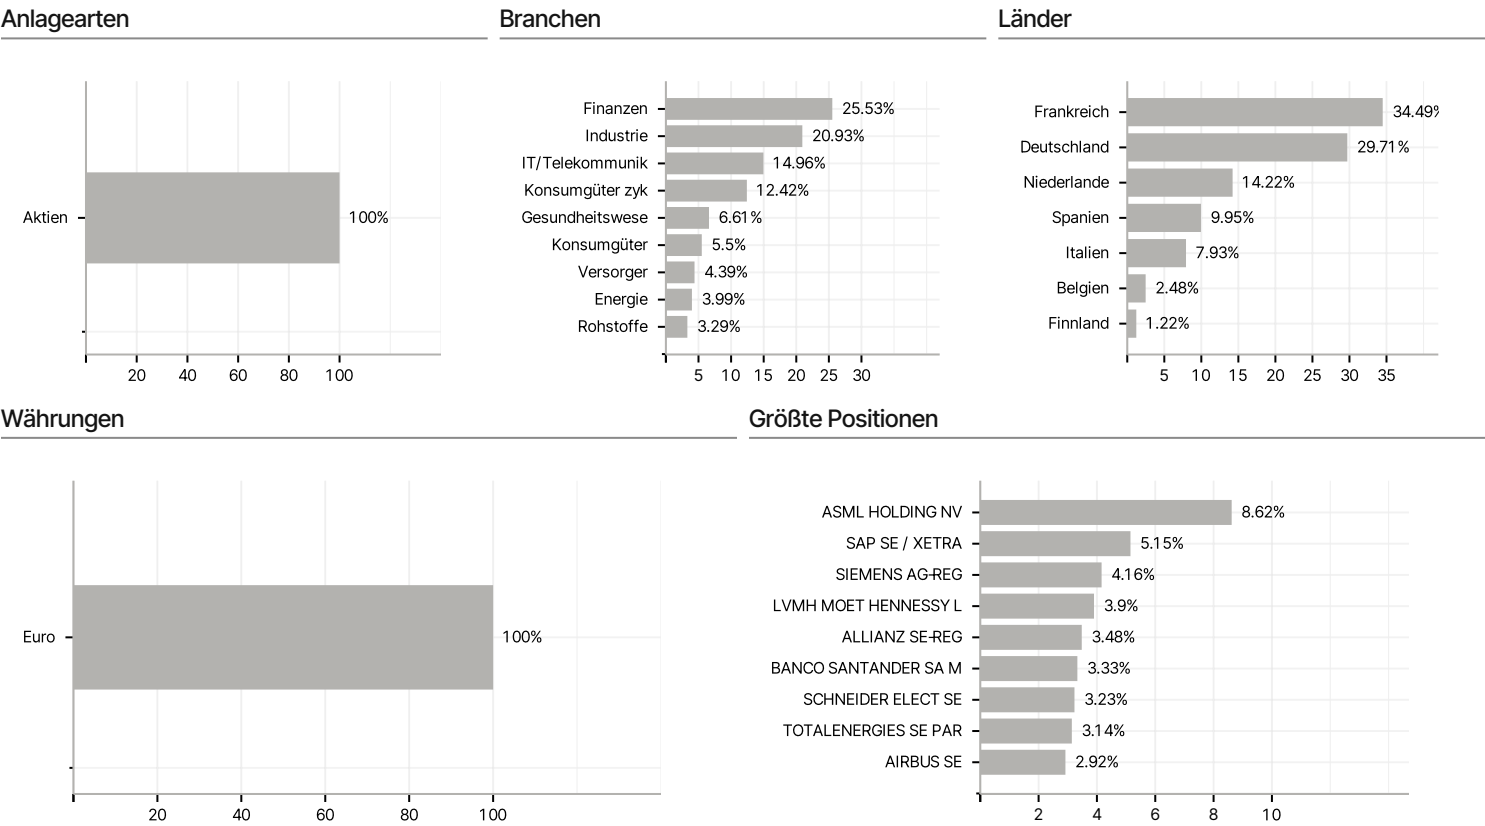 Anlagearten
Aktien 100%
20 40 60 80 100
Branchen
Finanzen 25.53%
Industrie 20.93%
IT/Telekommunik 14.96%
Konsumgüter zyk 12.42%
Gesundheitswese 6.61%
Konsumgüter 5.5%
Versorger 4.39%
Energie 3.99%
Rohstoffe 3.29%
5 10 15 20 25 30
Länder
Frankreich 34.49%
Deutschland 29.71%
Niederlande 14.22%
Spanien 9.95%
Italien 7.93%
Belgien 2.48%
Finnland 1.22%
5 10 15 20 25 30 35
Währungen
Euro 100%
20 40 60 80 100
Größte Positionen
ASML HOLDING NV 8.62%
SAP SE / XETRA 5.15%
SIEMENS AG-REG 4.16%
LVMH MOET HENNESSY L 3.9%
ALLIANZ SE-REG 3.48%
BANCO SANTANDER SA M 3.33%
SCHNEIDER ELECT SE 3.23%
TOTALENERGIES SE PAR 3.14%
AIRBUS SE 2.92%
2 4 6 8 10